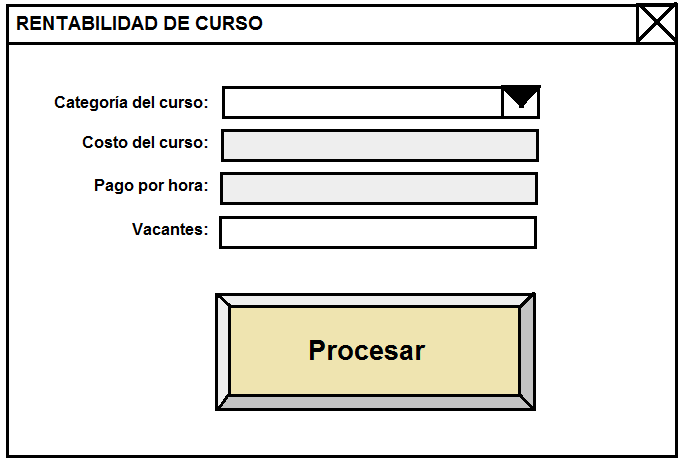 RENTABILIDAD DE CURSO
Categoría del curso:
Costo del curso:
Pago por hora:
Vacantes:
Procesar